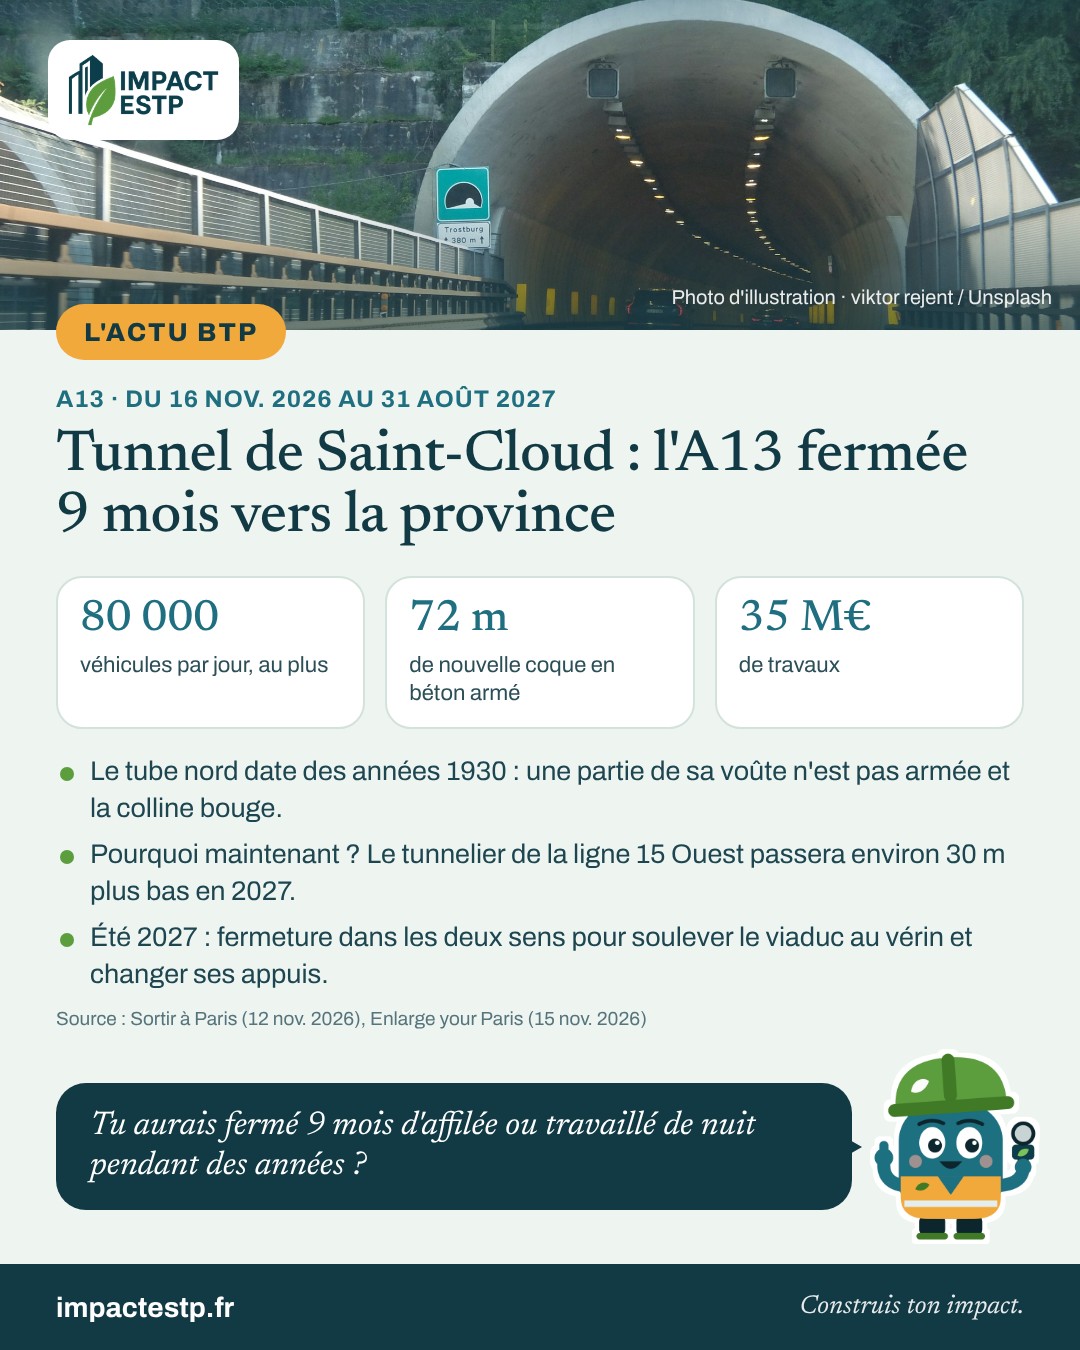 IMPACT
ESTP
Trostburg
380 m
Photo d'illustration · viktor rejent / Unsplash
L'ACTU BTP
A13 · DU 16 NOV. 2026 AU 31 AOÛT 2027
Tunnel de Saint-Cloud : l'A13 fermée
9 mois vers la province
80 000
véhicules par jour, au plus
72 m
de nouvelle coque en
béton armé
35 M€
de travaux
Le tube nord date des années 1930 : une partie de sa voûte n'est pas armée et
la colline bouge.
Pourquoi maintenant ? Le tunnelier de la ligne 15 Ouest passera environ 30 m
plus bas en 2027.
Été 2027 : fermeture dans les deux sens pour soulever le viaduc au vérin et
changer ses appuis.
Source : Sortir à Paris (12 nov. 2026), Enlarge your Paris (15 nov. 2026)
Tu aurais fermé 9 mois d'affilée ou travaillé de nuit
pendant des années ?
impactestp.fr
Construis ton impact.